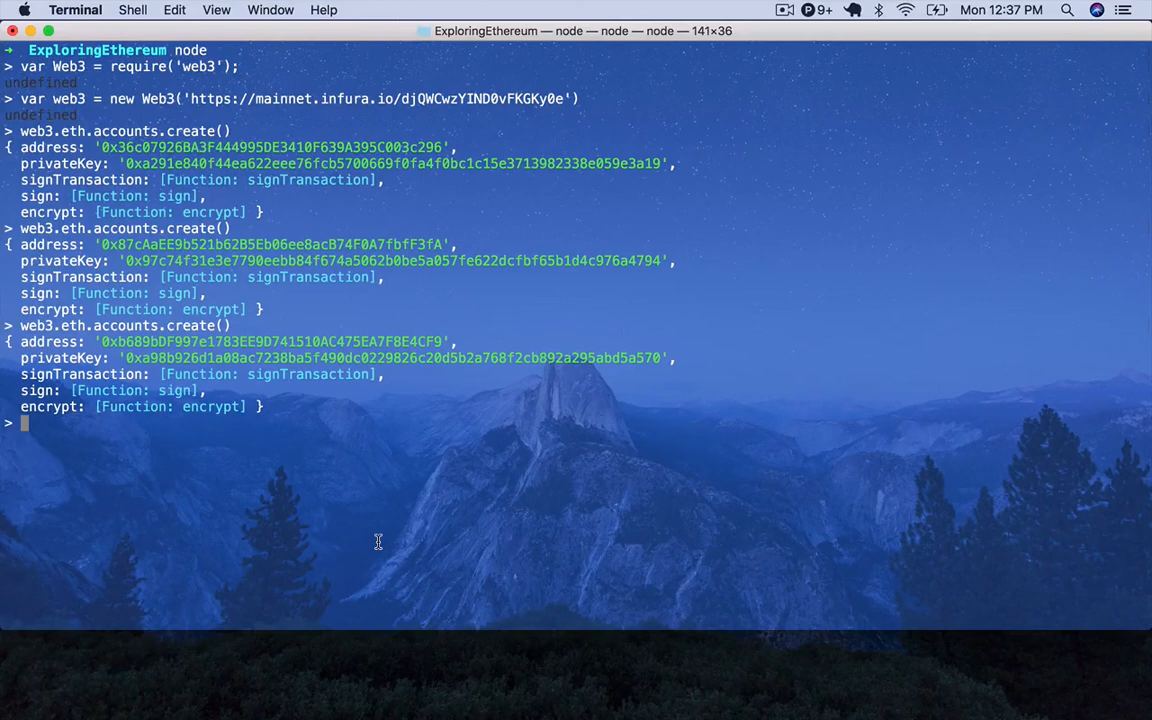 Terminal Shell Edit View Window Help 9+ Mon 12:37 PM
ExploringEthereum — node — node — node — 141×36
➜ ExploringEthereum node
> var Web3 = require('web3');
undefined
> var web3 = new Web3('https://mainnet.infura.io/djQWCwzYIND0vFKGKy0e')
undefined
> web3.eth.accounts.create()
{ address: '0x36c07926BA3F444995DE3410F639A395C003c296',
privateKey: '0xa291e840f44ea622eee76fcb5700669f0fa4f0bc1c15e3713982338e059e3a19',
signTransaction: [Function: signTransaction],
sign: [Function: sign],
encrypt: [Function: encrypt] }
> web3.eth.accounts.create()
{ address: '0x87cAaEE9b521b62B5Eb06ee8acB74F0A7fbfF3fA',
privateKey: '0x97c74f31e3e7790eebb84f674a5062b0be5a057fe622dcfbf65b1d4c976a4794',
signTransaction: [Function: signTransaction],
sign: [Function: sign],
encrypt: [Function: encrypt] }
> web3.eth.accounts.create()
{ address: '0xb689bDF997e1783EE9D741510AC475EA7F8E4CF9',
privateKey: '0xa98b926d1a08ac7238ba5f490dc0229826c20d5b2a768f2cb892a295abd5a570',
signTransaction: [Function: signTransaction],
sign: [Function: sign],
encrypt: [Function: encrypt] }
>